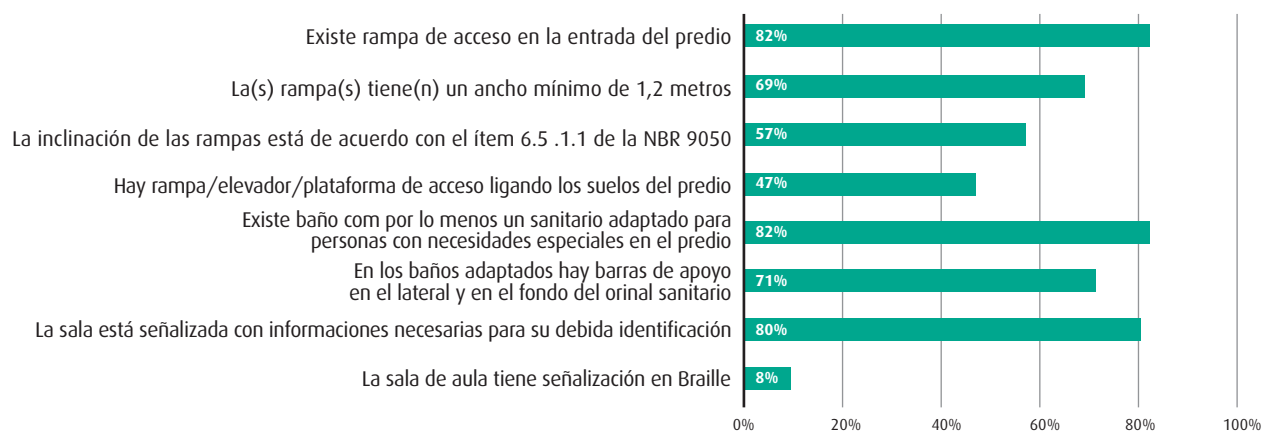 Existe rampa de acceso en la entrada del predio 82%
La(s) rampa(s) tiene(n) un ancho mínimo de 1,2 metros 69%
La inclinación de las rampas está de acuerdo con el ítem 6.5 .1.1 de la NBR 9050 57%
Hay rampa/elevador/plataforma de acceso ligando los suelos del predio 47%
Existe baño com por lo menos un sanitario adaptado para
personas con necesidades especiales en el predio 82%
En los baños adaptados hay barras de apoyo
en el lateral y en el fondo del orinal sanitario 71%
La sala está señalizada con informaciones necesarias para su debida identificación 80%
La sala de aula tiene señalización en Braille 8%
0% 20% 40% 60% 80% 100%